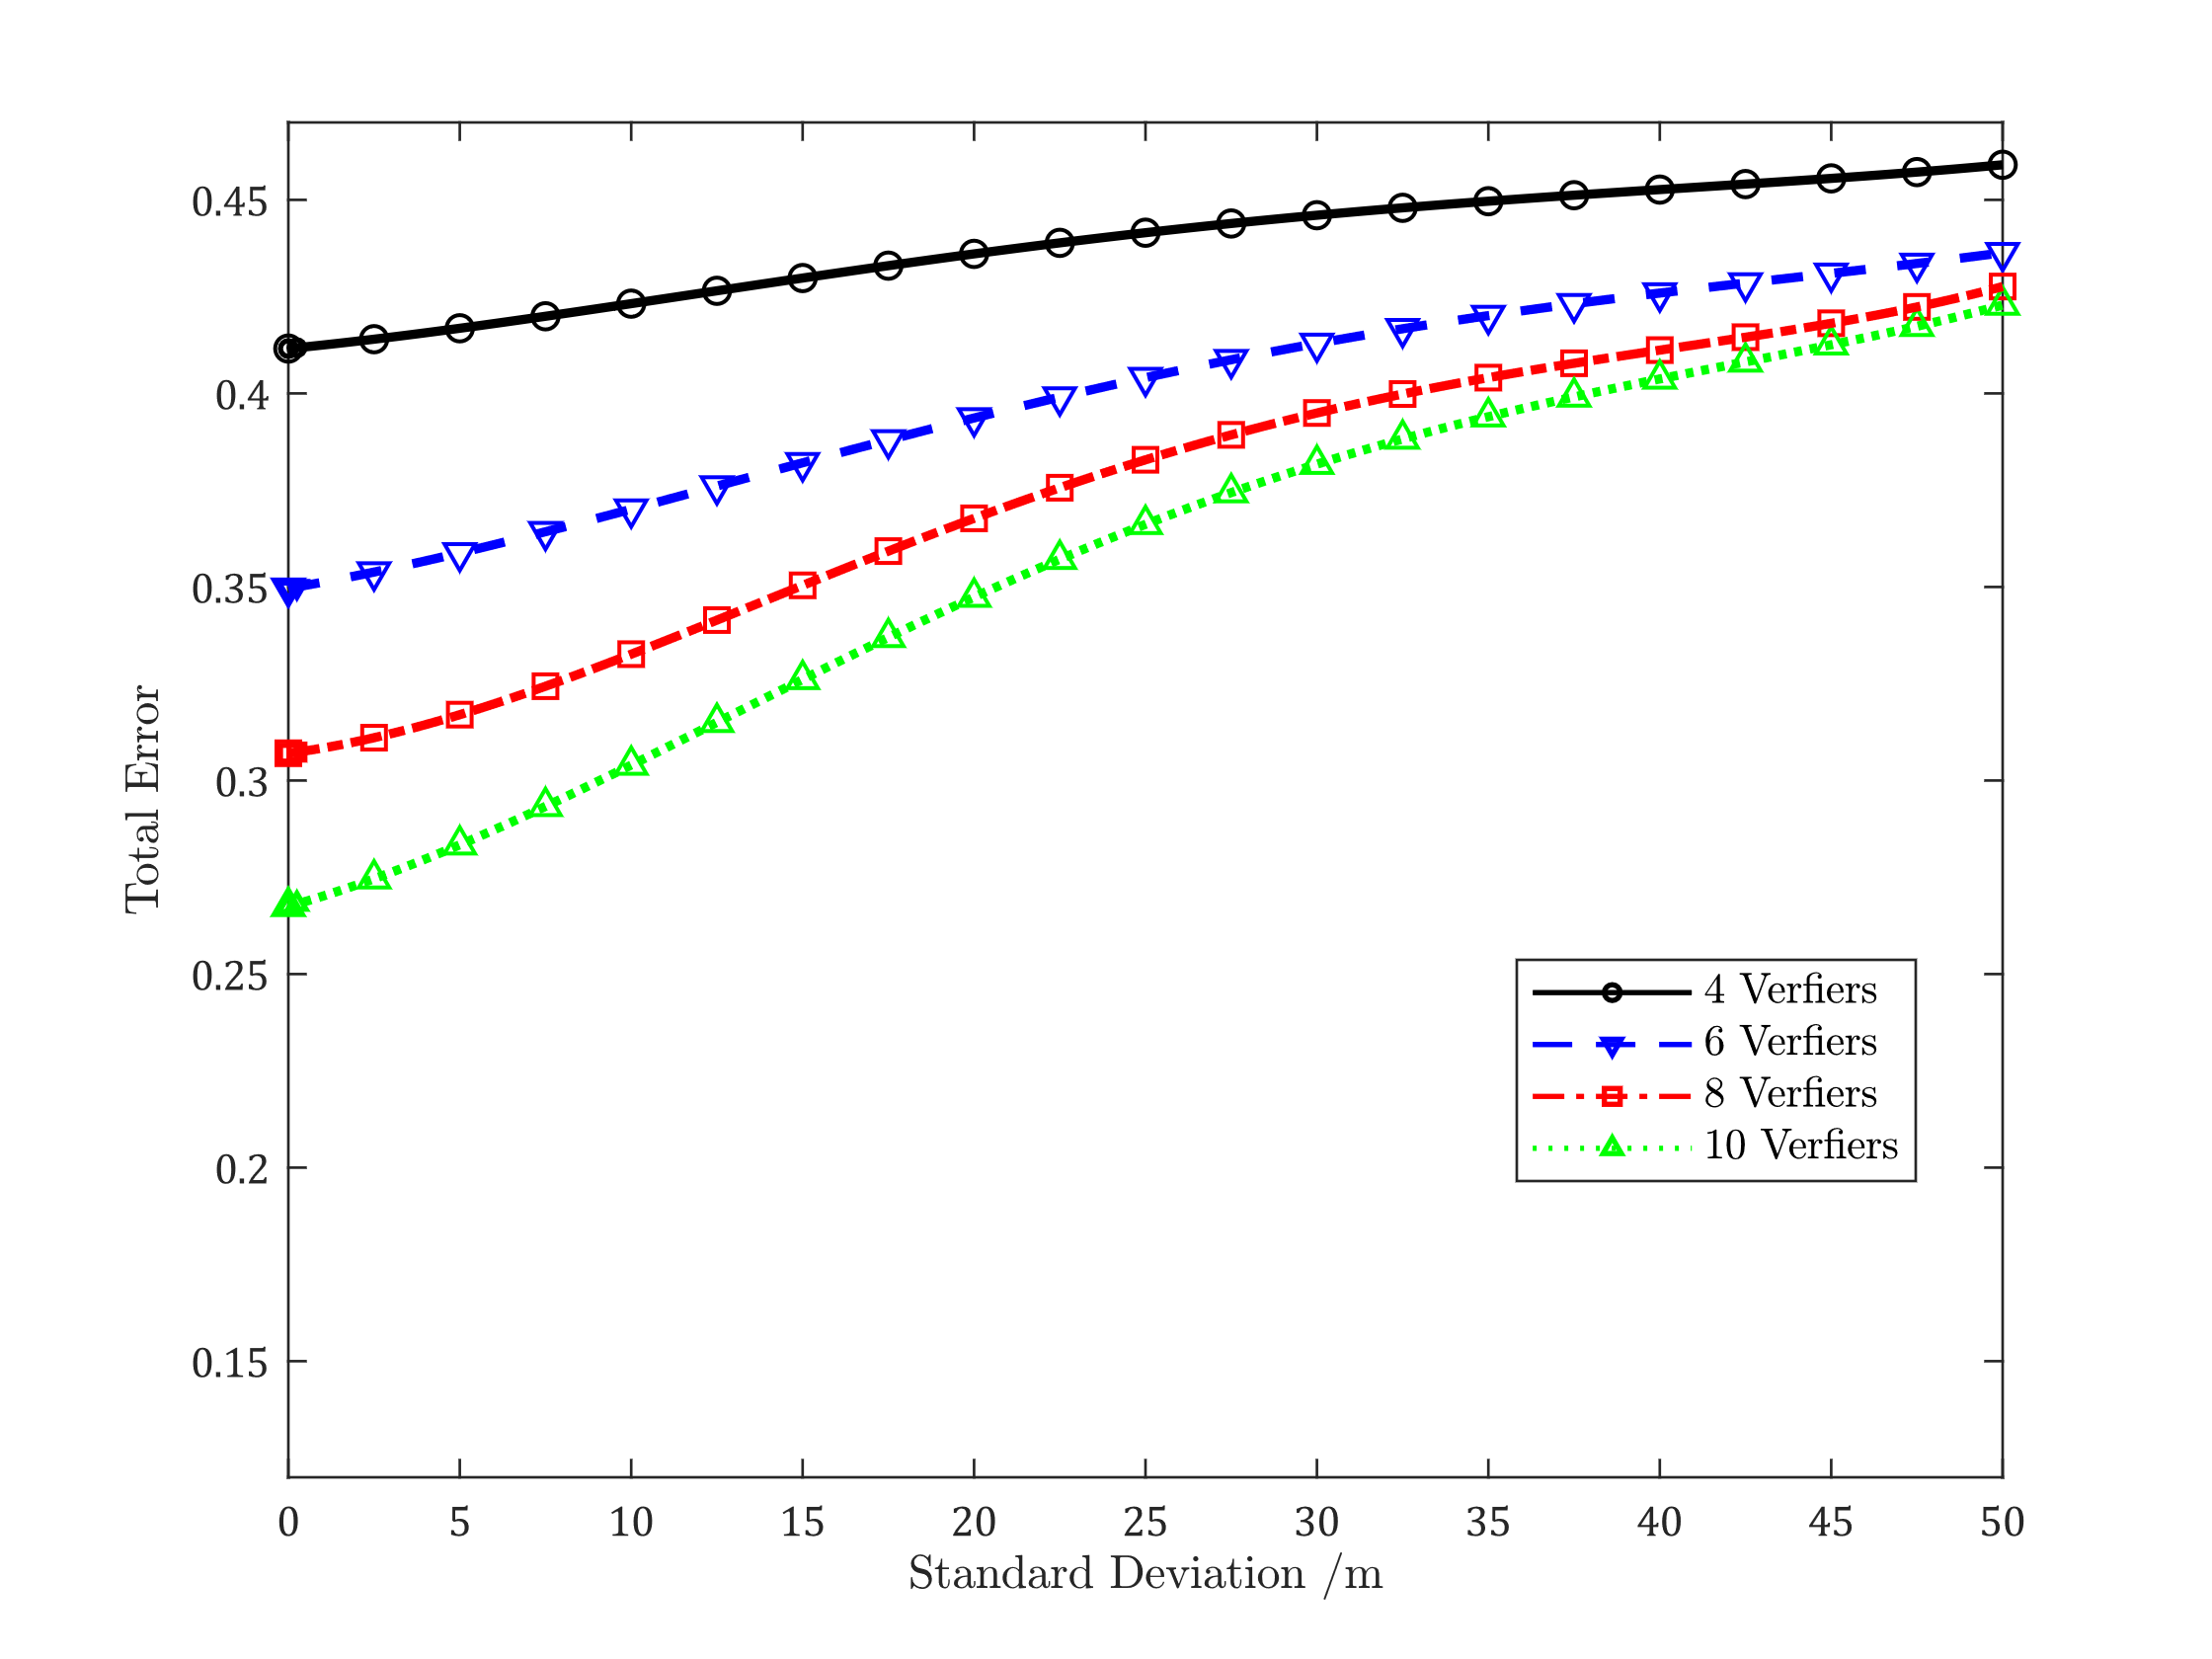 0.45
0.4
0.35
0.3
0.25
0.2
0.15
Total Error
4 Verfiers
6 Verfiers
8 Verfiers
10 Verfiers
0 5 10 15 20 25 30 35 40 45 50
Standard Deviation /m